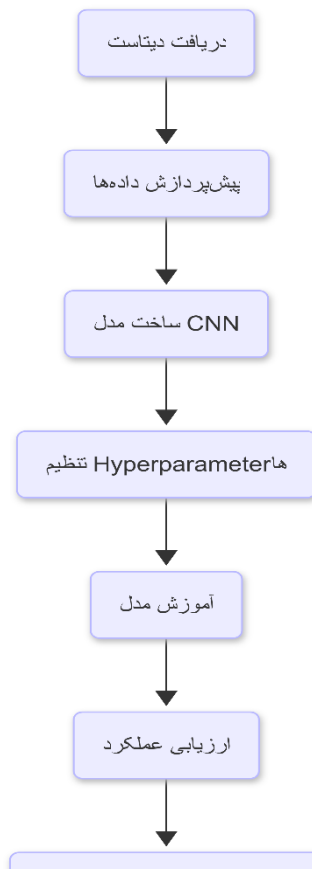 دریافت دیتاست
پیش‌پردازش داده‌ها
ساخت مدل CNN
تنظیم Hyperparameterها
آموزش مدل
ارزیابی عملکرد